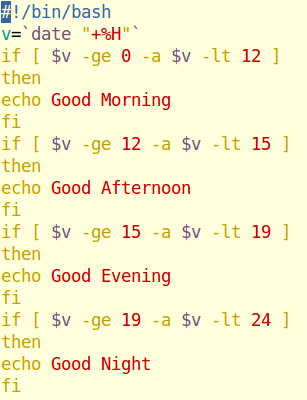 #!/bin/bash
v=`date "+%H"`
if [ $v -ge 0 -a $v -lt 12 ]
then
echo Good Morning
fi
if [ $v -ge 12 -a $v -lt 15 ]
then
echo Good Afternoon
fi
if [ $v -ge 15 -a $v -lt 19 ]
then
echo Good Evening
fi
if [ $v -ge 19 -a $v -lt 24 ]
then
echo Good Night
fi